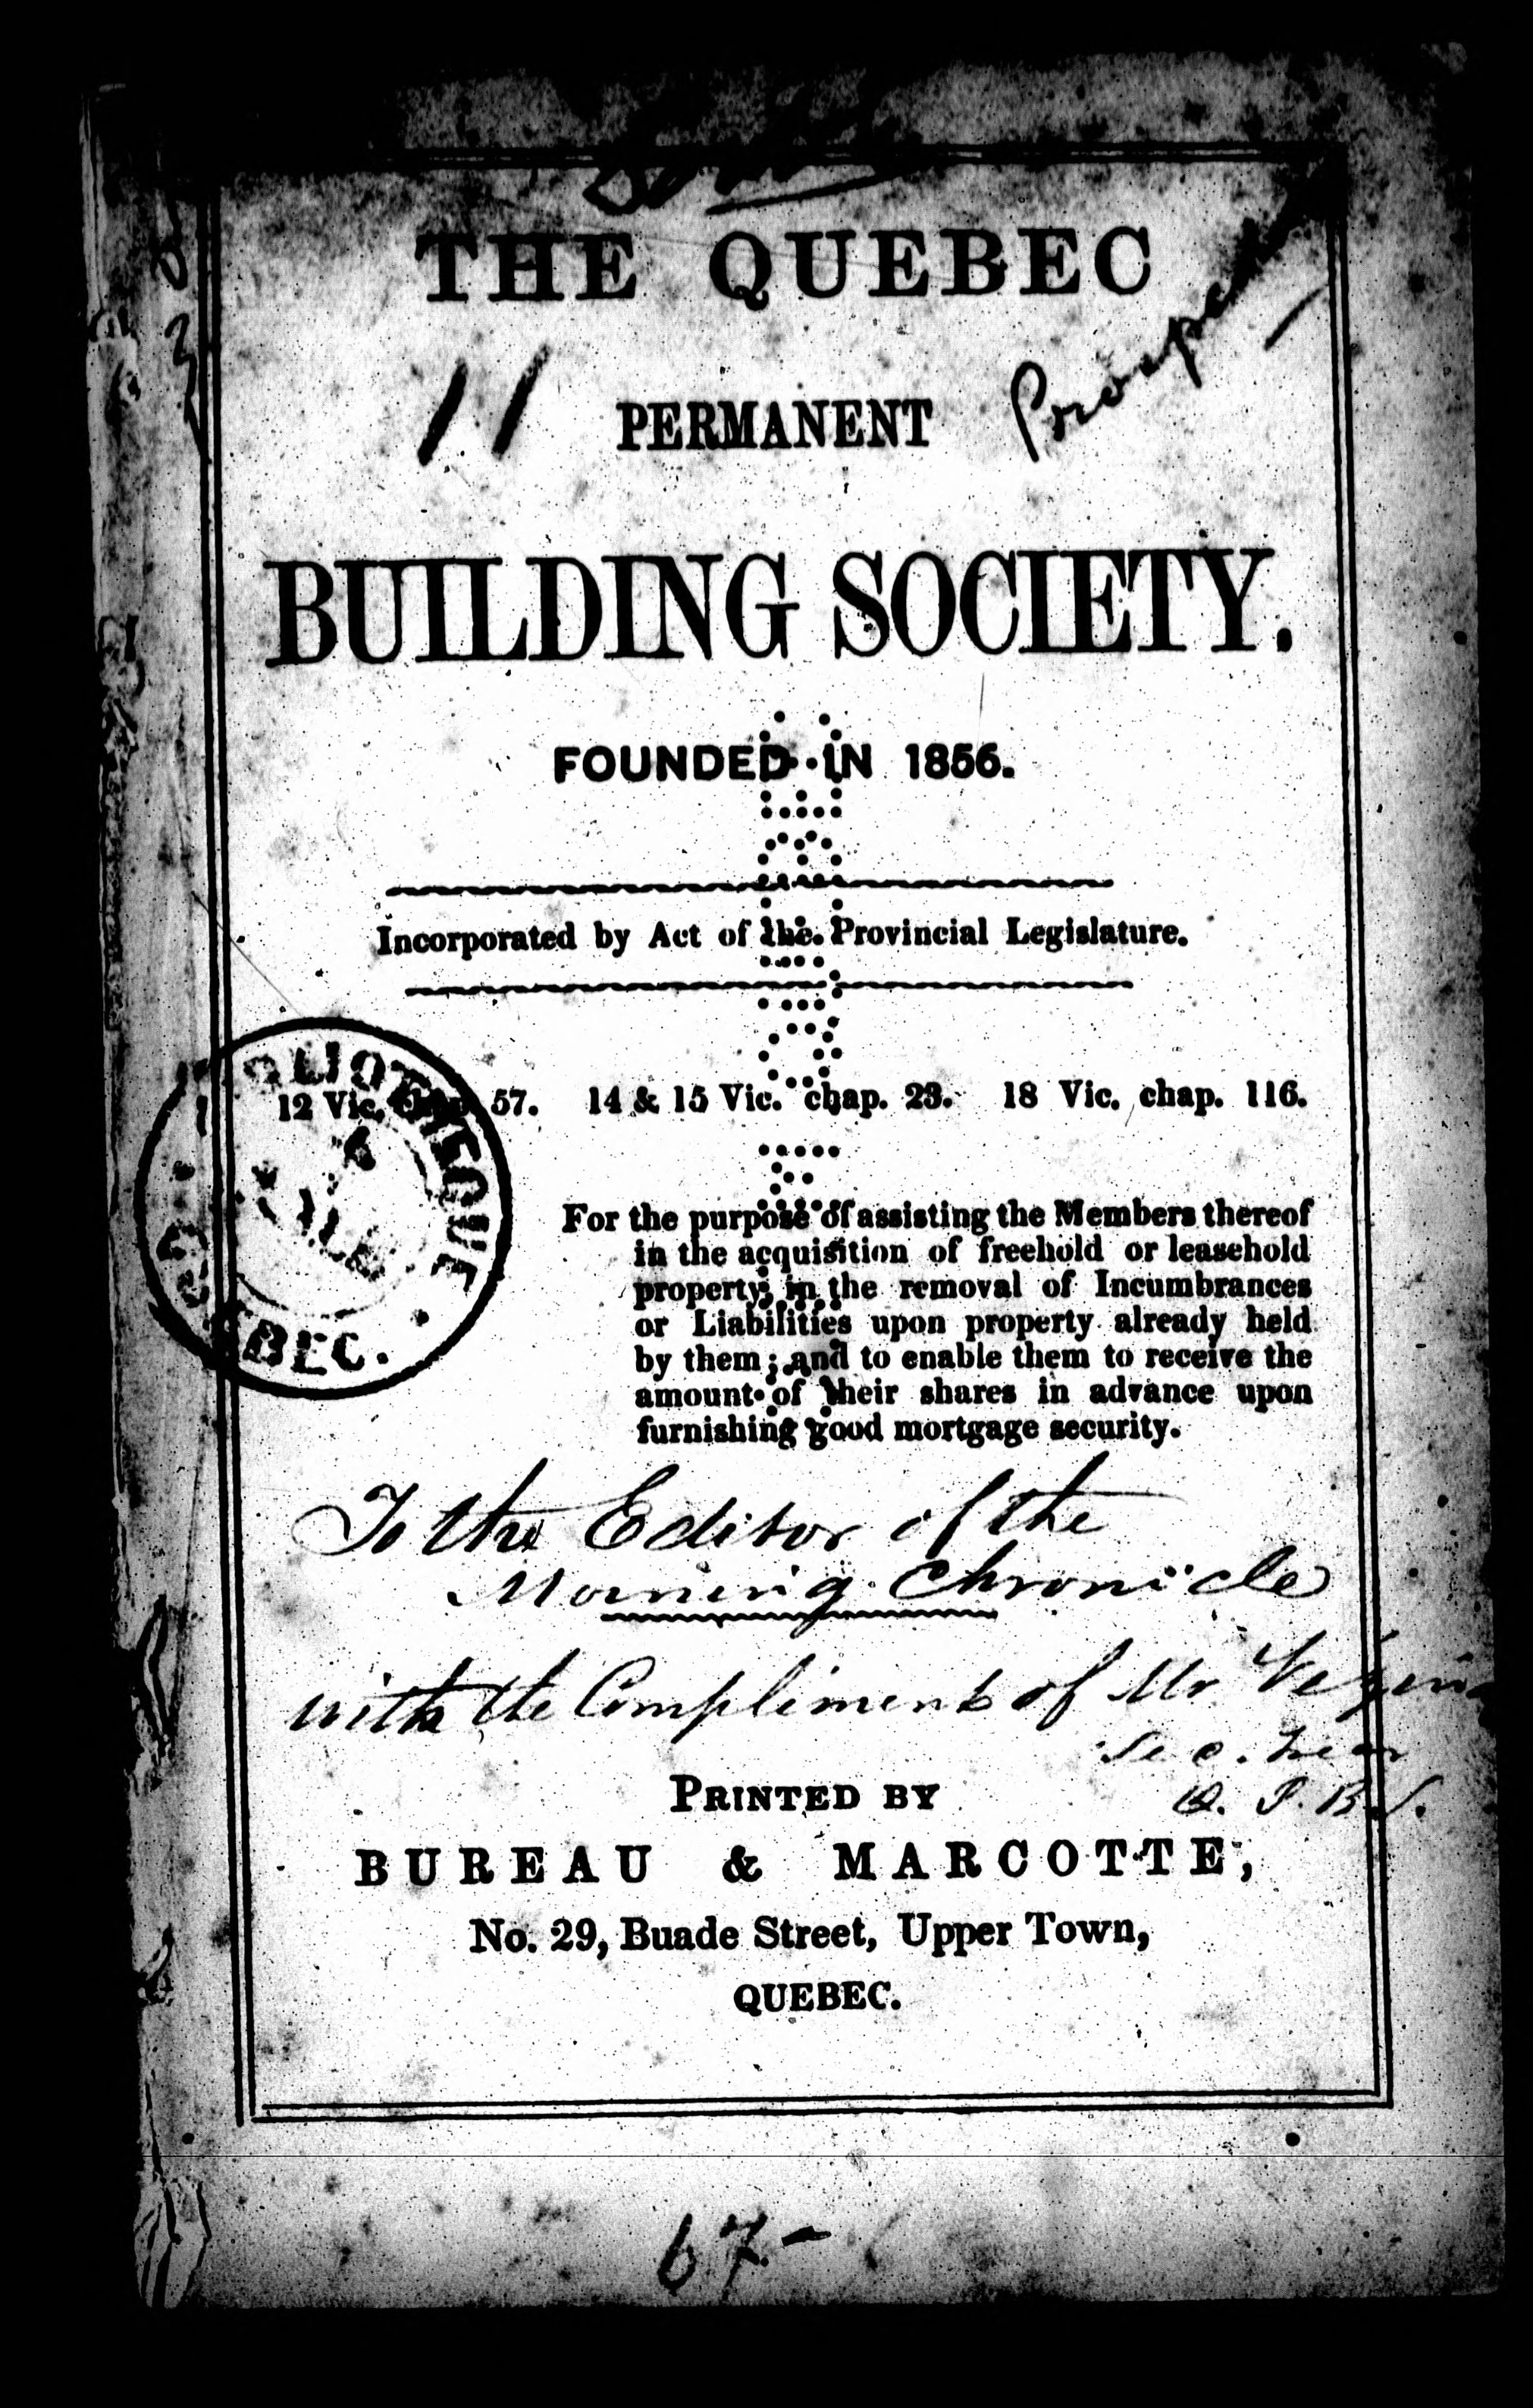 THE QUEBEC
11
PERMANENT
BUILDING SOCIETY.
FOUNDED IN 1856.
Incorporated by Act of the Provincial Legislature.
12 Vic. chap. 57. 14 & 15 Vic. chap. 23. 18 Vic. chap. 116.
For the purpose of assisting the Members thereof
in the acquisition of freehold or leasehold
property; in the removal of Incumbrances
or Liabilities upon property already held
by them; and to enable them to receive the
amount of their shares in advance upon
furnishing good mortgage security.
To the Editor of the
Morning Chronicle
with the Compliments of Mr Vezina
Sec. Trear
Q. P. B. S.
PRINTED BY
BUREAU & MARCOTTE,
No. 29, Buade Street, Upper Town,
QUEBEC.
67-